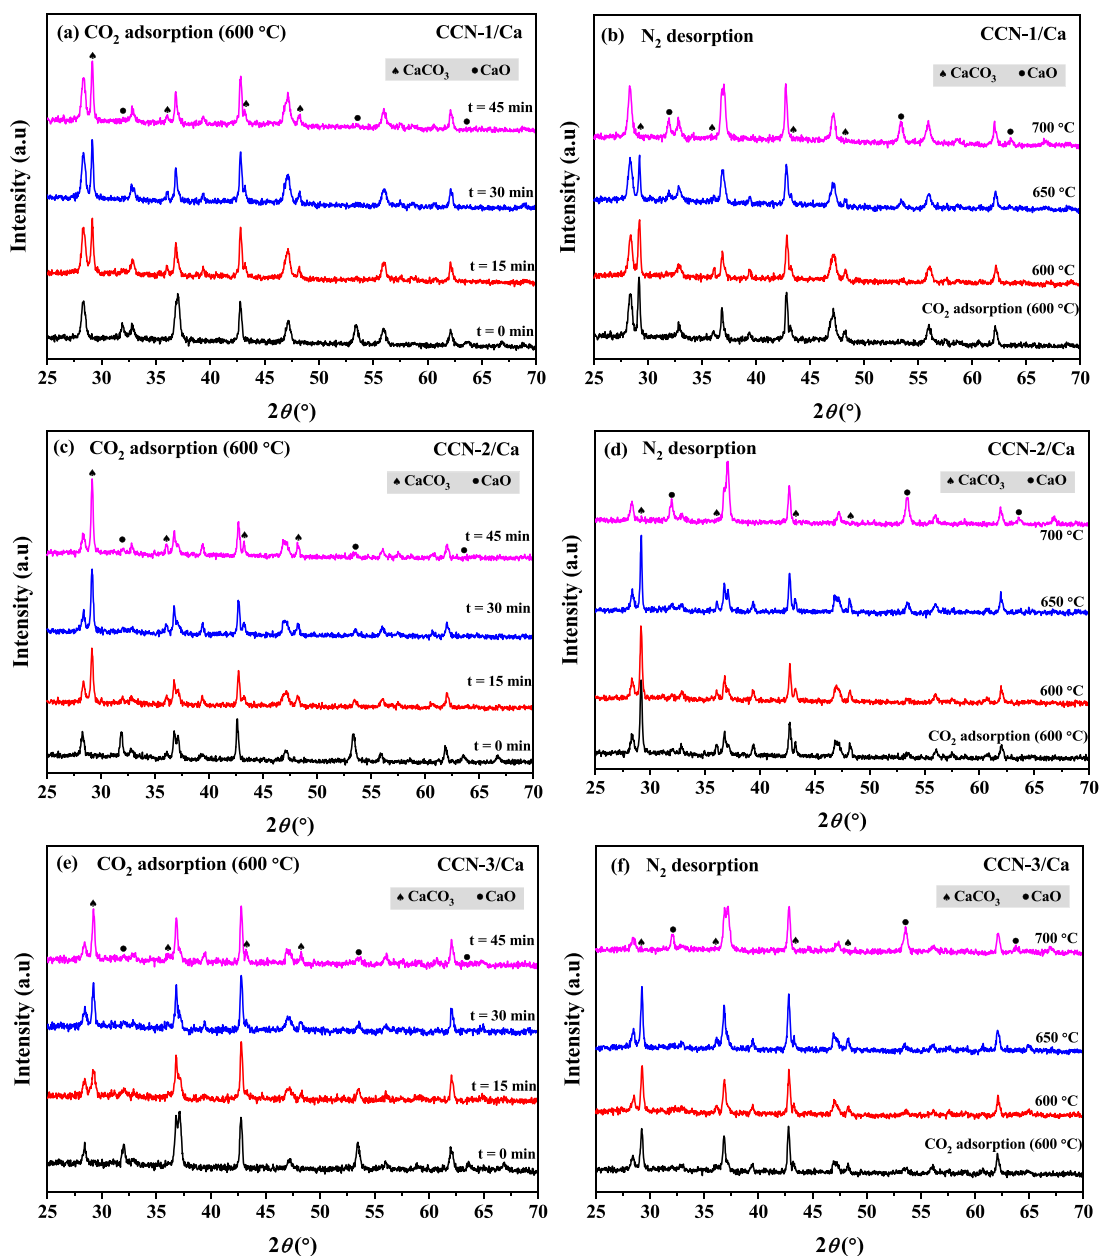 (a) CO2 adsorption (600 °C) CCN-1/Ca
♠ CaCO3 ● CaO
t = 45 min
t = 30 min
t = 15 min
t = 0 min
Intensity (a.u)
25 30 35 40 45 50 55 60 65 70
2θ (°)
(b) N2 desorption CCN-1/Ca
♠ CaCO3 ● CaO
700 °C
650 °C
600 °C
CO2 adsorption (600 °C)
Intensity (a.u)
25 30 35 40 45 50 55 60 65 70
2θ (°)
(c) CO2 adsorption (600 °C) CCN-2/Ca
♠ CaCO3 ● CaO
t = 45 min
t = 30 min
t = 15 min
t = 0 min
Intensity (a.u)
25 30 35 40 45 50 55 60 65 70
2θ (°)
(d) N2 desorption CCN-2/Ca
♠ CaCO3 ● CaO
700 °C
650 °C
600 °C
CO2 adsorption (600 °C)
Intensity (a.u)
25 30 35 40 45 50 55 60 65 70
2θ (°)
(e) CO2 adsorption (600 °C) CCN-3/Ca
♠ CaCO3 ● CaO
t = 45 min
t = 30 min
t = 15 min
t = 0 min
Intensity (a.u)
25 30 35 40 45 50 55 60 65 70
2θ (°)
(f) N2 desorption CCN-3/Ca
♠ CaCO3 ● CaO
700 °C
650 °C
600 °C
CO2 adsorption (600 °C)
Intensity (a.u)
25 30 35 40 45 50 55 60 65 70
2θ (°)